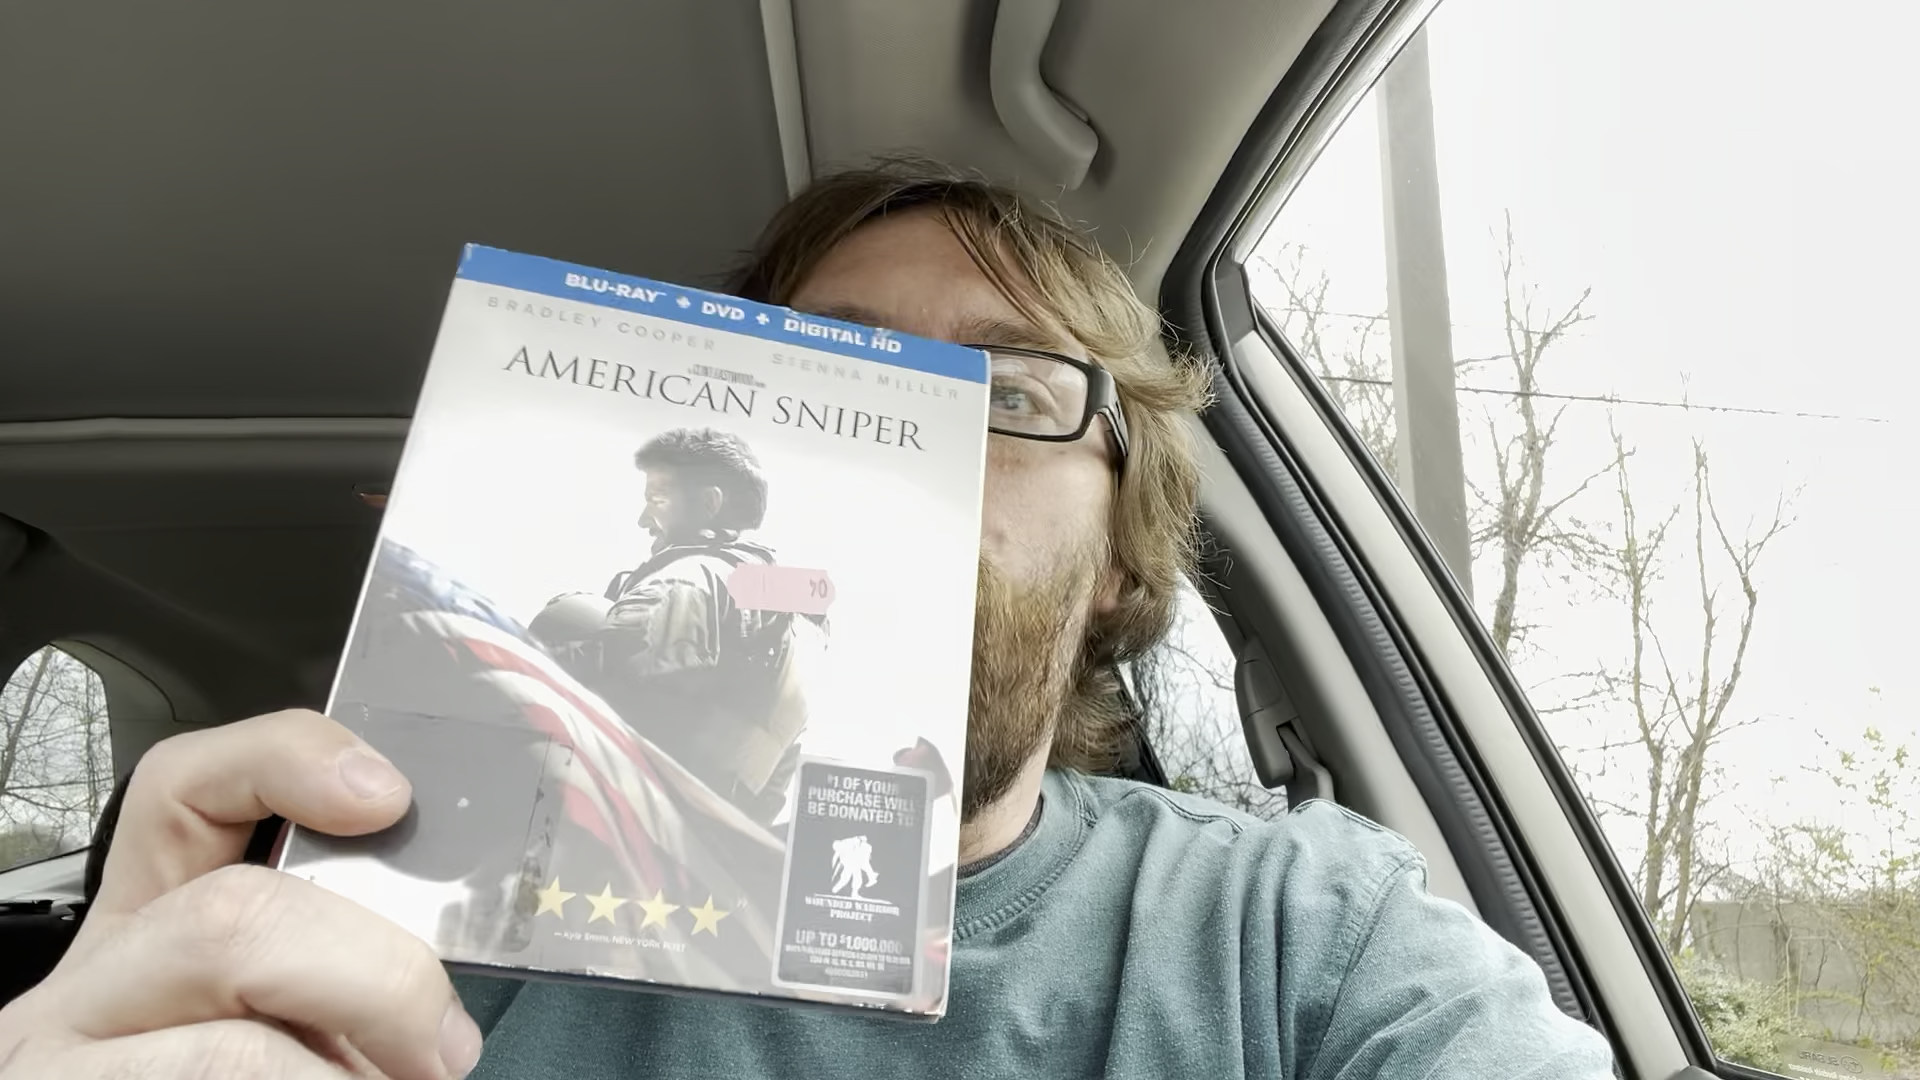 BLU-RAY™ + DVD + DIGITAL HD
BRADLEY COOPER SIENNA MILLER
AMERICAN SNIPER
$1 OF YOUR
PURCHASE WILL
BE DONATED TO
WOUNDED WARRIOR
PROJECT
UP TO $1,000,000
— Kyle Smith, NEW YORK POST